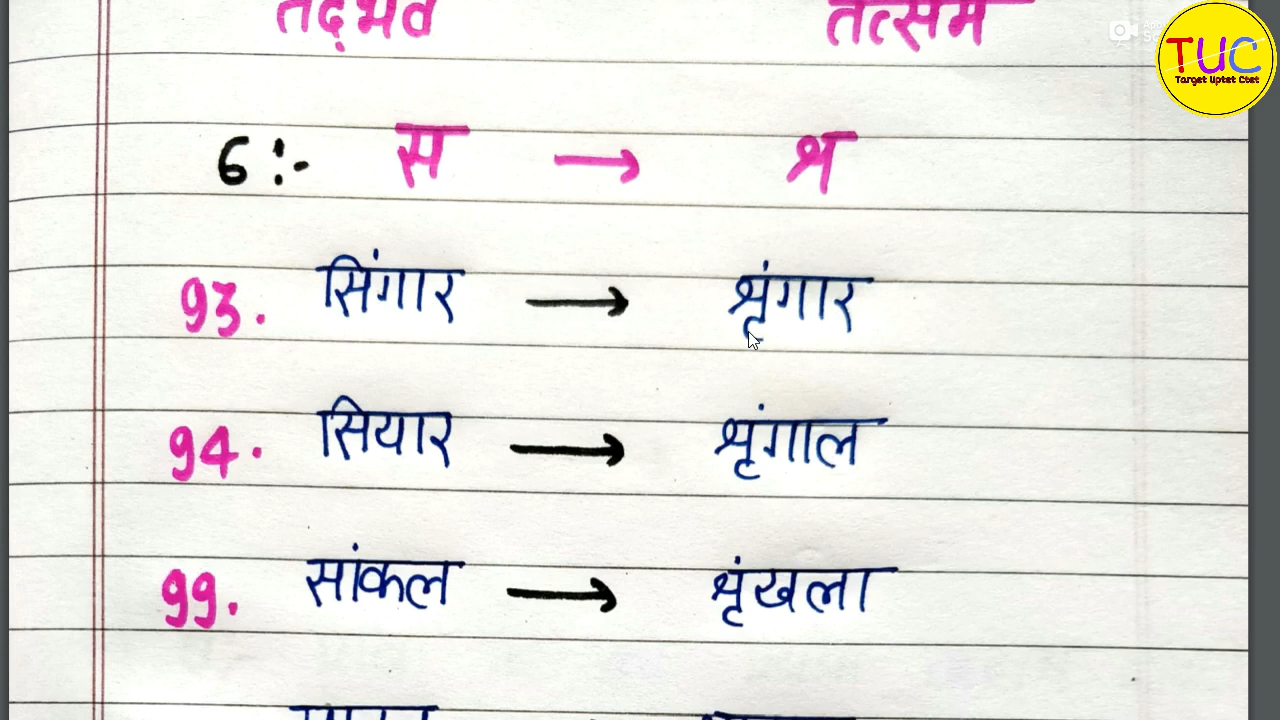 तद्भव तत्सम
TUC
Target Uptet Ctet
6:- स → श्र
93. सिंगार → श्रृंगार
94. सियार → श्रृंगाल
99. सांकल → श्रृंखला